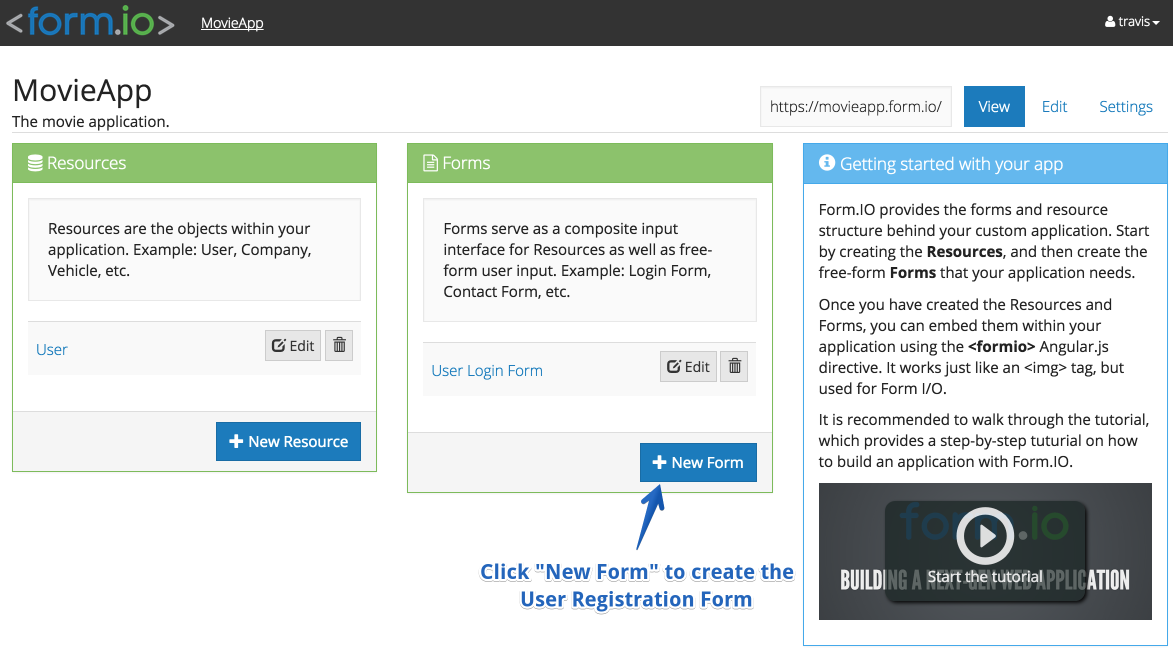 <form.io>
MovieApp
travis
MovieApp
The movie application.
https://movieapp.form.io/
View
Edit
Settings
Resources
Resources are the objects within your
application. Example: User, Company,
Vehicle, etc.
User
Edit
New Resource
Forms
Forms serve as a composite input
interface for Resources as well as free-
form user input. Example: Login Form,
Contact Form, etc.
User Login Form
Edit
New Form
Click "New Form" to create the
User Registration Form
Getting started with your app
Form.IO provides the forms and resource
structure behind your custom application. Start
by creating the Resources, and then create the
free-form Forms that your application needs.
Once you have created the Resources and
Forms, you can embed them within your
application using the <formio> Angular.js
directive. It works just like an <img> tag, but
used for Form I/O.
It is recommended to walk through the tutorial,
which provides a step-by-step tuturial on how
to build an application with Form.IO.
form.io
BUILDING A NEXT-GEN WEB APPLICATION
Start the tutorial